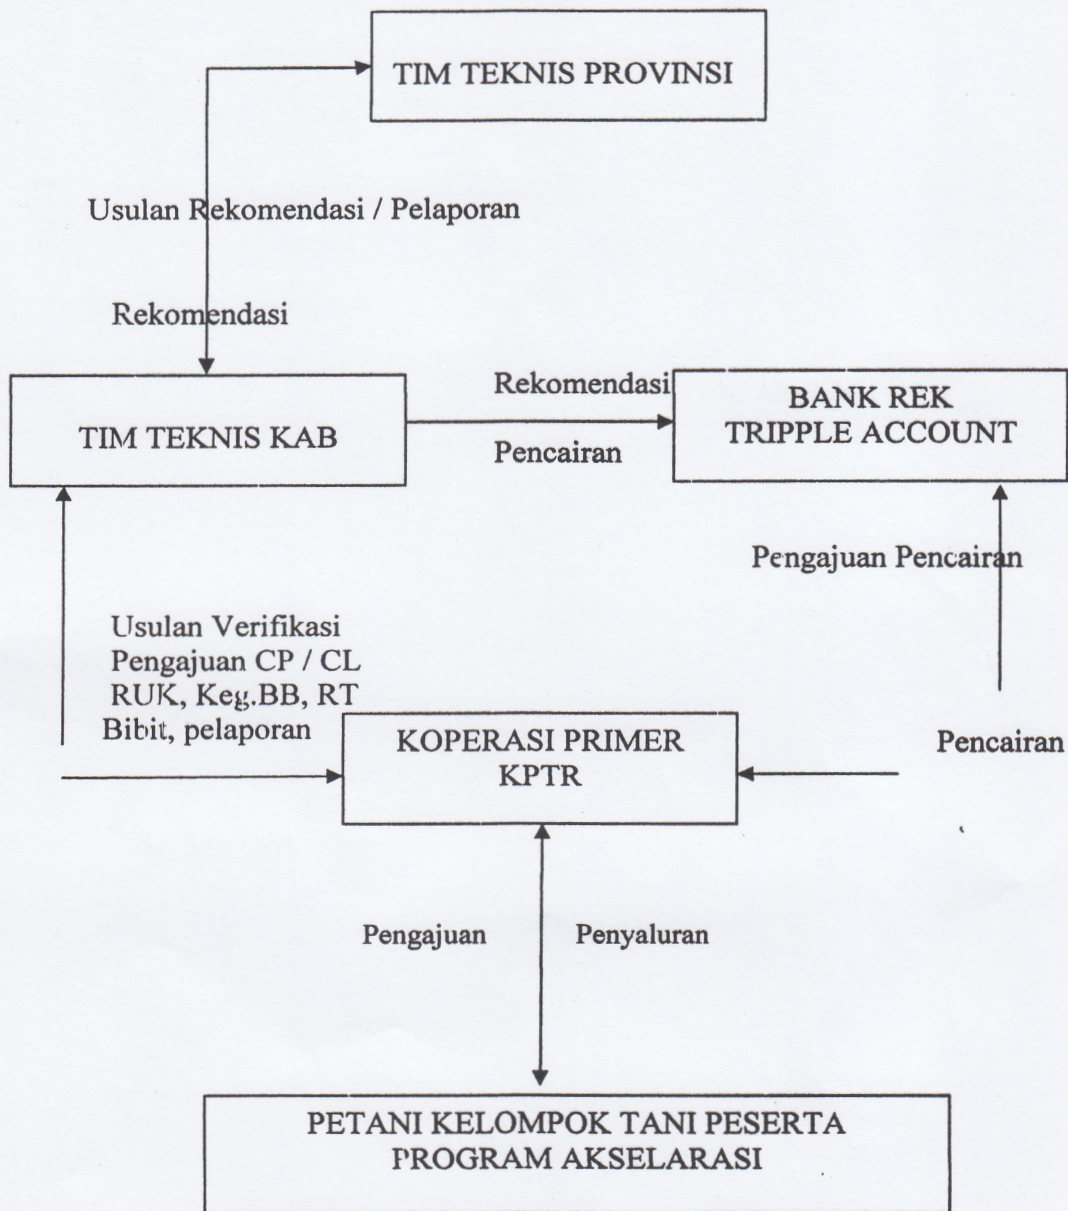 TIM TEKNIS PROVINSI
Usulan Rekomendasi / Pelaporan
Rekomendasi
TIM TEKNIS KAB
Rekomendasi
Pencairan
BANK REK
TRIPPLE ACCOUNT
Pengajuan Pencairan
Usulan Verifikasi
Pengajuan CP / CL
RUK, Keg.BB, RT
Bibit, pelaporan
KOPERASI PRIMER
KPTR
Pencairan
Pengajuan
Penyaluran
PETANI KELOMPOK TANI PESERTA
PROGRAM AKSELARASI